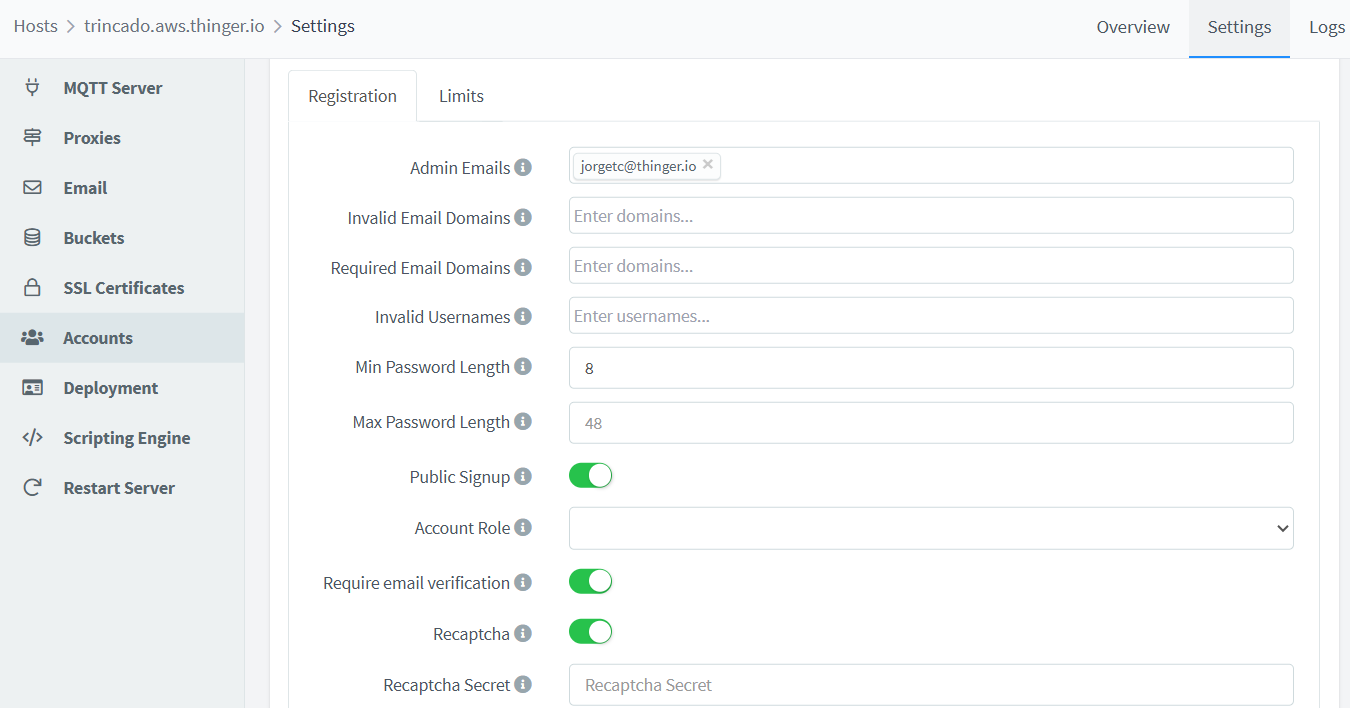 Hosts > trincado.aws.thinger.io > Settings
Overview
Settings
Logs
MQTT Server
Proxies
Email
Buckets
SSL Certificates
Accounts
Deployment
Scripting Engine
Restart Server
Registration
Limits
Admin Emails
jorgetc@thinger.io ×
Invalid Email Domains
Enter domains...
Required Email Domains
Enter domains...
Invalid Usernames
Enter usernames...
Min Password Length
8
Max Password Length
48
Public Signup
Account Role
Require email verification
Recaptcha
Recaptcha Secret
Recaptcha Secret